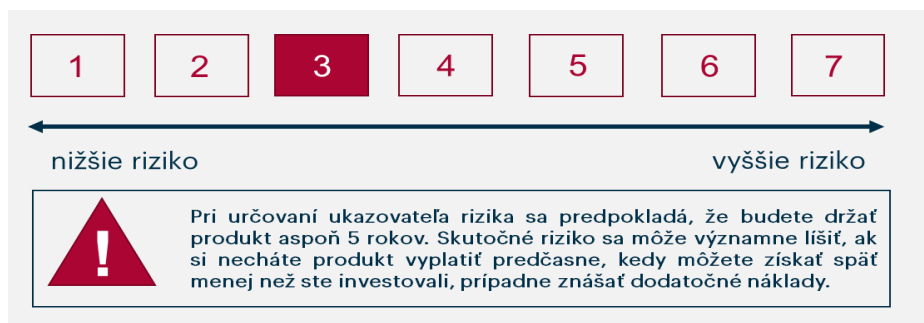 1 2 3 4 5 6 7
nižšie riziko vyššie riziko
Pri určovaní ukazovateľa rizika sa predpokladá, že budete držať
produkt aspoň 5 rokov. Skutočné riziko sa môže významne líšiť, ak
si necháte produkt vyplatiť predčasne, kedy môžete získať späť
menej než ste investovali, prípadne znášať dodatočné náklady.
!